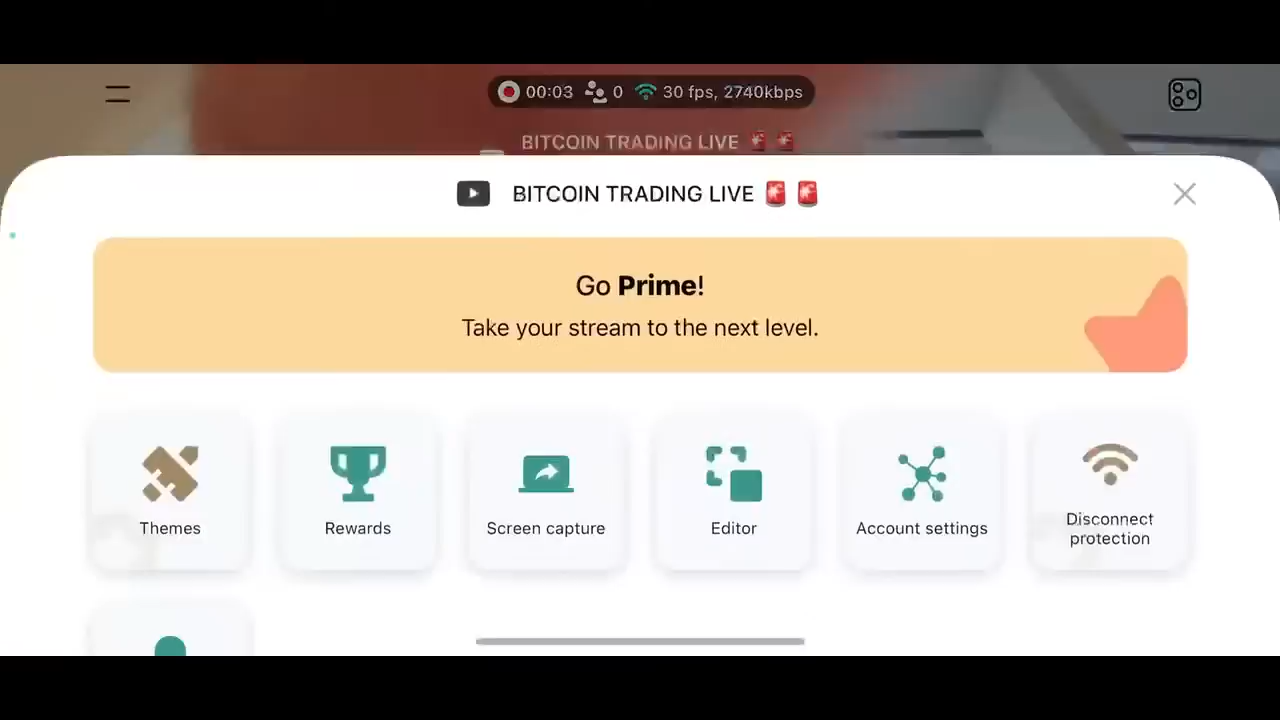 00:03 0 30 fps, 2740kbps
BITCOIN TRADING LIVE 🚨 🚨
BITCOIN TRADING LIVE 🚨 🚨
Go Prime!
Take your stream to the next level.
Themes
Rewards
Screen capture
Editor
Account settings
Disconnect
protection